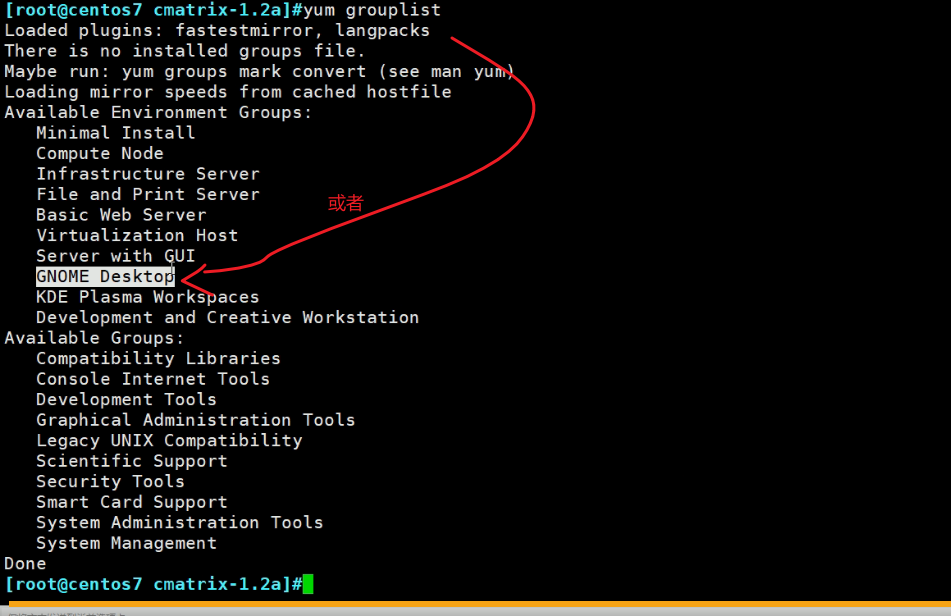 [root@centos7 cmatrix-1.2a]#yum grouplist
Loaded plugins: fastestmirror, langpacks
There is no installed groups file.
Maybe run: yum groups mark convert (see man yum)
Loading mirror speeds from cached hostfile
Available Environment Groups:
Minimal Install
Compute Node
Infrastructure Server
File and Print Server
或者
Basic Web Server
Virtualization Host
Server with GUI
GNOME Desktop
KDE Plasma Workspaces
Development and Creative Workstation
Available Groups:
Compatibility Libraries
Console Internet Tools
Development Tools
Graphical Administration Tools
Legacy UNIX Compatibility
Scientific Support
Security Tools
Smart Card Support
System Administration Tools
System Management
Done
[root@centos7 cmatrix-1.2a]#